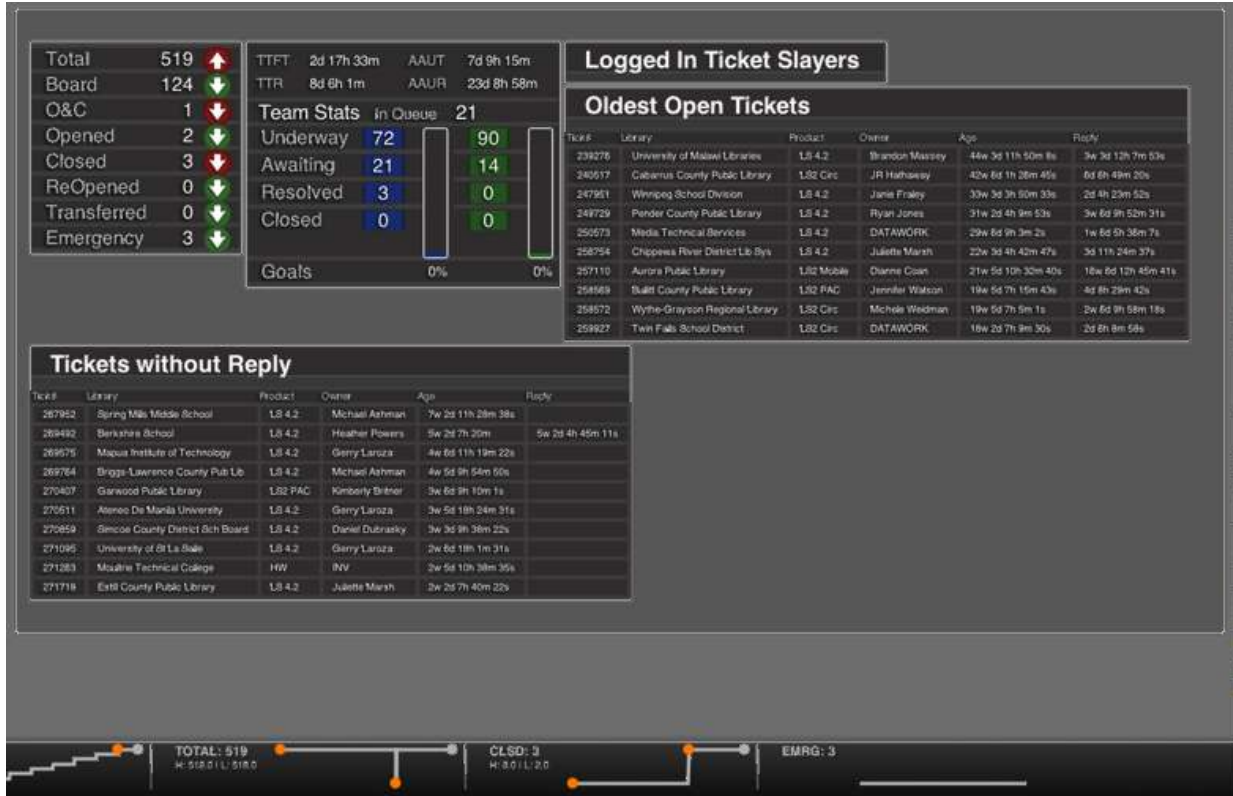 Total 519
Board 124
O&C 1
Opened 2
Closed 3
ReOpened 0
Transferred 0
Emergency 3
TTFT 2d 17h 33m AAUT 7d 9h 15m
TTR 8d 6h 1m AAUR 23d 8h 58m
Team Stats In Queue 21
Underway 72 90
Awaiting 21 14
Resolved 3 0
Closed 0 0
Goals 0% 0%
Logged In Ticket Slayers
Oldest Open Tickets
Tick# Library Product Owner Age Reply
239276 University of Malawi Libraries LS 4.2 Brandon Massey 44w 3d 11h 50m 8s 3w 3d 12h 7m 53s
240517 Cabarrus County Public Library LS2 Circ JR Hathaway 42w 6d 1h 26m 45s 6d 6h 49m 20s
247951 Winnipeg School Division LS 4.2 Janie Fraley 33w 3d 3h 50m 33s 2d 4h 23m 52s
249729 Pender County Public Library LS 4.2 Ryan Jones 31w 2d 4h 9m 53s 3w 6d 9h 52m 31s
250573 Media Technical Services LS 4.2 DATAWORK 29w 6d 9h 3m 2s 1w 6d 5h 36m 7s
256754 Chippewa River District Lib Sys LS 4.2 Juliette Marsh 22w 3d 4h 42m 47s 3d 11h 24m 37s
257110 Aurora Public Library LS2 Mobile Dianne Coan 21w 5d 10h 32m 40s 18w 6d 12h 45m 41s
258569 Bullitt County Public Library LS2 PAC Jennifer Watson 19w 5d 7h 15m 43s 4d 8h 29m 42s
258572 Wythe-Grayson Regional Library LS2 Circ Michele Weidman 19w 5d 7h 5m 1s 2w 6d 9h 58m 18s
259927 Twin Falls School District LS2 Circ DATAWORK 18w 2d 7h 9m 30s 2d 6h 8m 58s
Tickets without Reply
Tick# Library Product Owner Age Reply
267952 Spring Mills Middle School LS 4.2 Michael Ashman 7w 2d 11h 28m 38s
269492 Berkshire School LS 4.2 Heather Powers 5w 2d 7h 20m 5w 2d 4h 45m 11s
269575 Mapua Institute of Technology LS 4.2 Gerry Laroza 4w 6d 11h 19m 22s
269764 Briggs-Lawrence County Pub Lib LS 4.2 Michael Ashman 4w 5d 9h 54m 50s
270407 Garwood Public Library LS2 PAC Kimberly Britner 3w 6d 9h 10m 1s
270511 Ateneo De Manila University LS 4.2 Gerry Laroza 3w 5d 18h 24m 31s
270859 Simcoe County District Sch Board LS 4.2 Daniel Dubrasky 3w 3d 9h 36m 22s
271095 University of St La Salle LS 4.2 Gerry Laroza 2w 6d 18h 1m 31s
271283 Moultrie Technical College HW INV 2w 5d 10h 38m 35s
271719 Estill County Public Library LS 4.2 Juliette Marsh 2w 2d 7h 40m 22s
TOTAL: 519 CLSD: 3 EMRG: 3
H: 519.0 | L: 518.0 H: 3.0 | L: 2.0